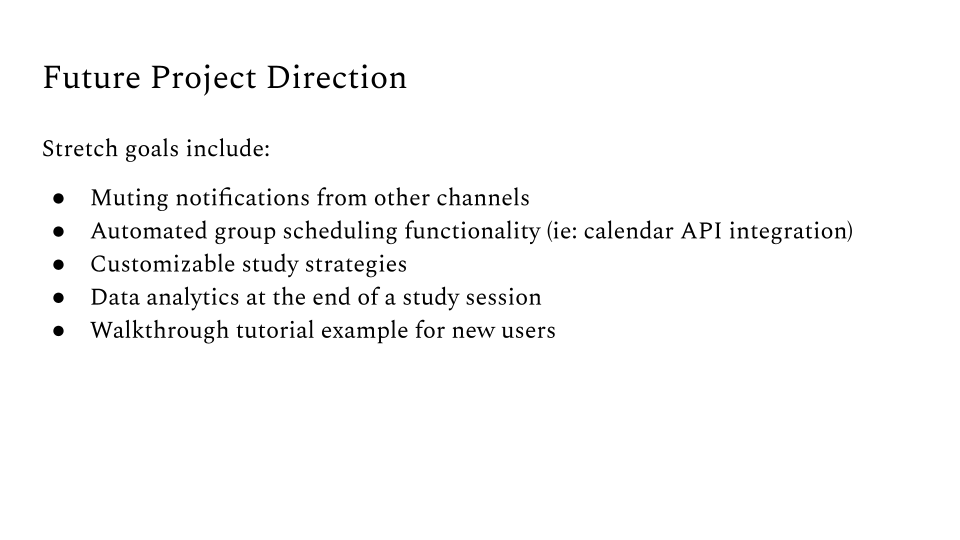 Future Project Direction
Stretch goals include:
● Muting notifications from other channels
● Automated group scheduling functionality (ie: calendar API integration)
● Customizable study strategies
● Data analytics at the end of a study session
● Walkthrough tutorial example for new users